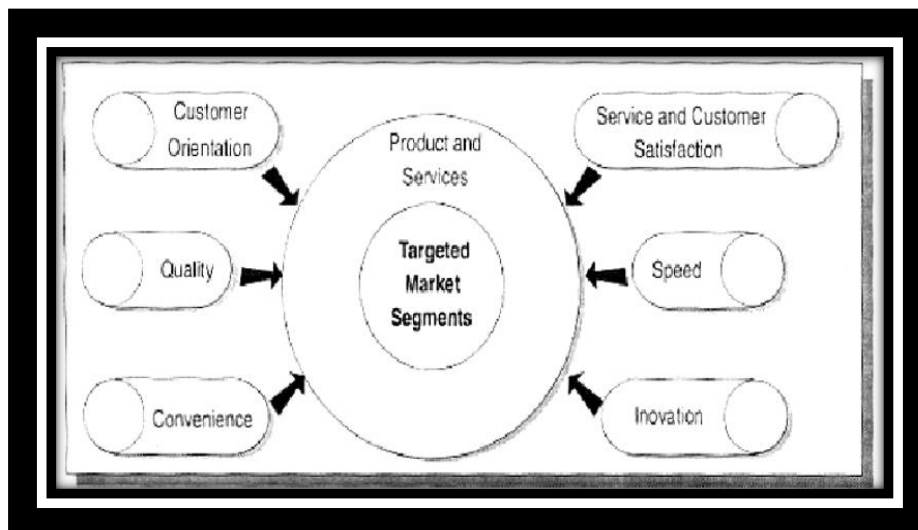 Customer
Orientation
Service and Customer
Satisfaction
Product and
Services
Quality
Targeted
Market
Segments
Speed
Convenience
Inovation